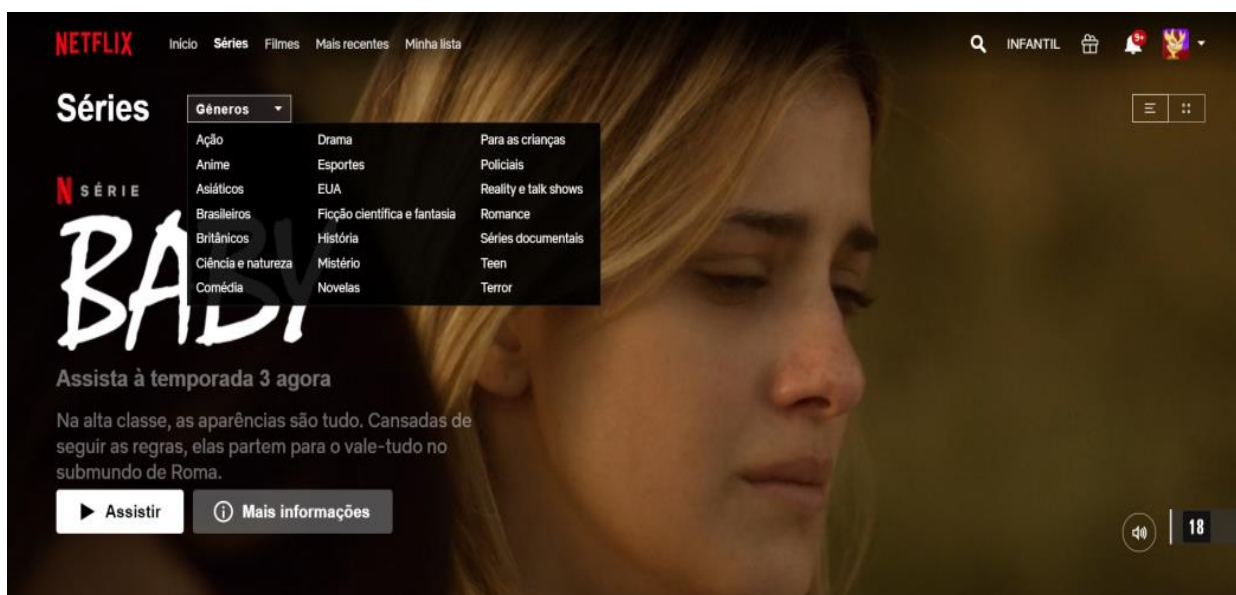 NETFLIX Início Séries Filmes Mais recentes Minha lista INFANTIL 9+
Séries Gêneros
Ação Drama Para as crianças
Anime Esportes Policiais
Asiáticos EUA Reality e talk shows
Brasileiros Ficção científica e fantasia Romance
Britânicos História Séries documentais
Ciência e natureza Mistério Teen
Comédia Novelas Terror
N SÉRIE
BABY
Assista à temporada 3 agora
Na alta classe, as aparências são tudo. Cansadas de
seguir as regras, elas partem para o vale-tudo no
submundo de Roma.
Assistir Mais informações
18